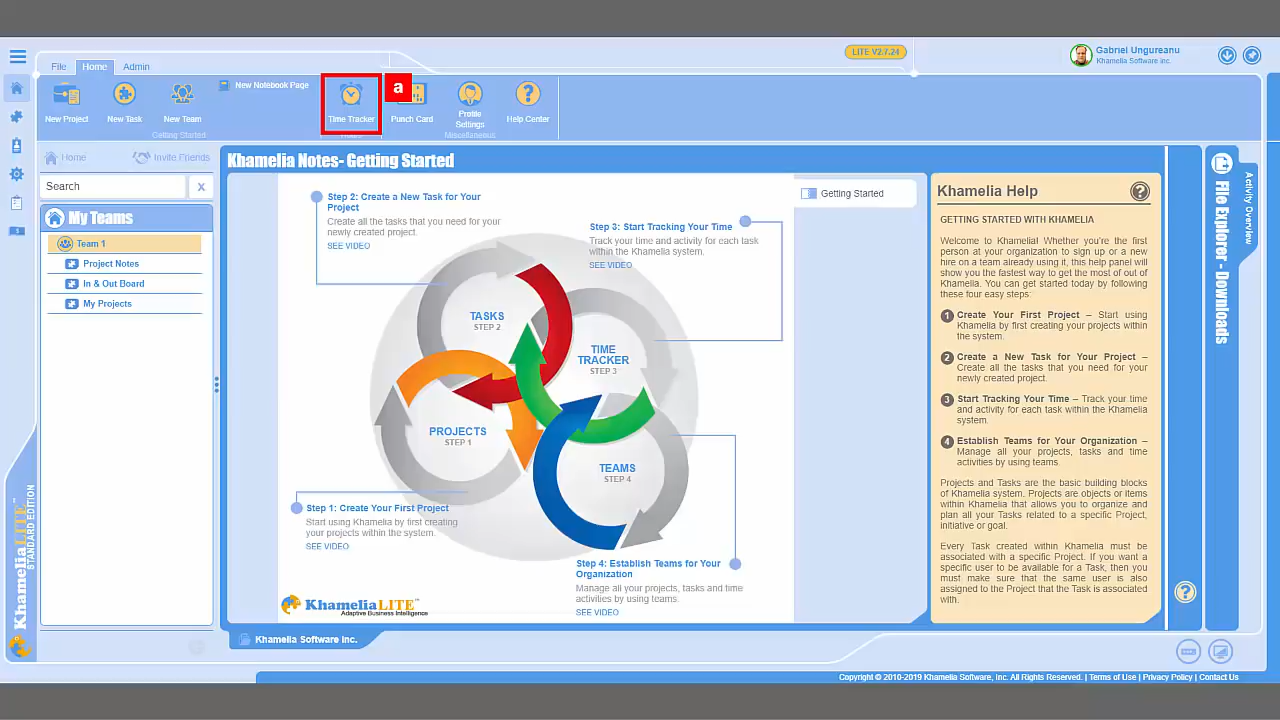 LITE V2.7.24
Gabriel Ungureanu
Khamelia Software Inc.
File
Home
Admin
New Project
New Task
New Team
New Notebook Page
Time Tracker
a
Punch Card
Profile
Settings
Help Center
Getting Started
Miscellaneous
Home
Invite Friends
Search
X
My Teams
Team 1
Project Notes
In & Out Board
My Projects
KhameliaLITE™
STANDARD EDITION
Khamelia Notes- Getting Started
Step 2: Create a New Task for Your
Project
Create all the tasks that you need for your
newly created project.
SEE VIDEO
Step 3: Start Tracking Your Time
Track your time and activity for each task
within the Khamelia system.
SEE VIDEO
TASKS
STEP 2
TIME
TRACKER
STEP 3
PROJECTS
STEP 1
TEAMS
STEP 4
Step 1: Create Your First Project
Start using Khamelia by first creating
your projects within the system.
SEE VIDEO
Step 4: Establish Teams for Your
Organization
Manage all your projects, tasks and time
activities by using teams.
SEE VIDEO
KhameliaLITE™
Adaptive Business Intelligence
Getting Started
Khamelia Help
?
GETTING STARTED WITH KHAMELIA
Welcome to Khamelia! Whether you're the first
person at your organization to sign up or a new
hire on a team already using it, this help panel will
show you the fastest way to get the most of out of
Khamelia. You can get started today by following
these four easy steps:
1 Create Your First Project – Start using
Khamelia by first creating your projects within
the system.
2 Create a New Task for Your Project –
Create all the tasks that you need for your
newly created project.
3 Start Tracking Your Time – Track your time
and activity for each task within the Khamelia
system.
4 Establish Teams for Your Organization –
Manage all your projects, tasks and time
activities by using teams.
Projects and Tasks are the basic building blocks
of Khamelia system. Projects are objects or items
within Khamelia that allows you to organize and
plan all your Tasks related to a specific Project,
initiative or goal.
Every Task created within Khamelia must be
associated with a specific Project. If you want a
specific user to be available for a Task, then you
must make sure that the same user is also
assigned to the Project that the Task is associated
with.
?
File Explorer - Downloads
Activity Overview
Khamelia Software Inc.
Copyright © 2010-2019 Khamelia Software, Inc. All Rights Reserved. | Terms of Use | Privacy Policy | Contact Us